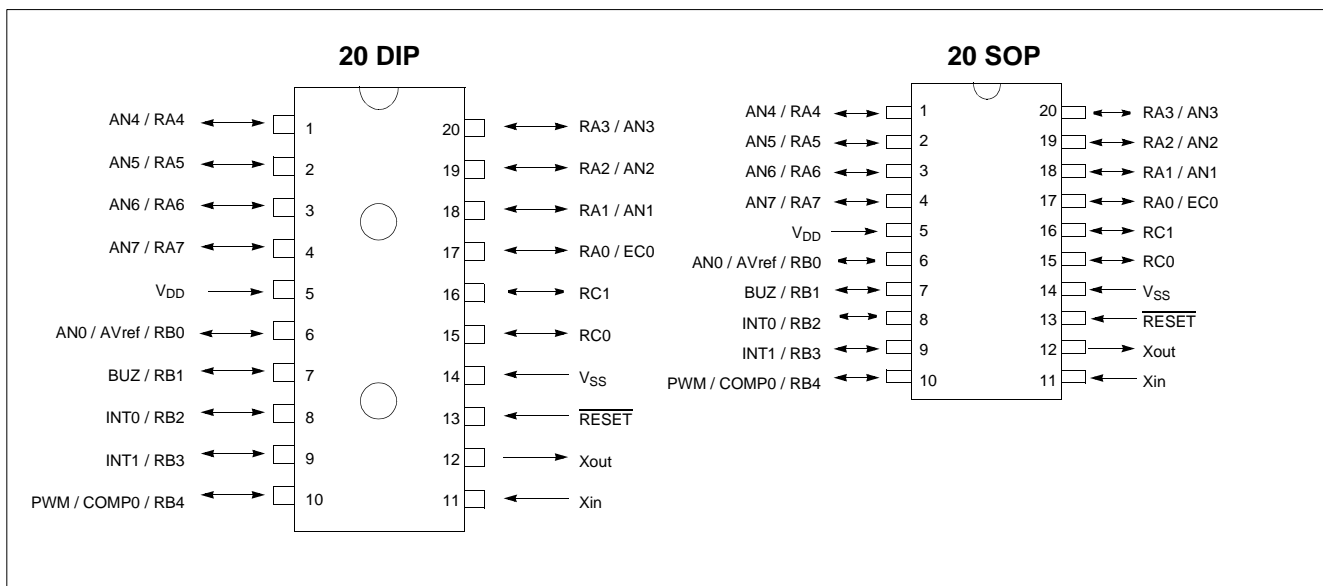 20 DIP
AN4 / RA4 1 20 RA3 / AN3
AN5 / RA5 2 19 RA2 / AN2
AN6 / RA6 3 18 RA1 / AN1
AN7 / RA7 4 17 RA0 / EC0
VDD 5 16 RC1
AN0 / AVref / RB0 6 15 RC0
BUZ / RB1 7 14 VSS
INT0 / RB2 8 13 RESET
INT1 / RB3 9 12 Xout
PWM / COMP0 / RB4 10 11 Xin
20 SOP
AN4 / RA4 1 20 RA3 / AN3
AN5 / RA5 2 19 RA2 / AN2
AN6 / RA6 3 18 RA1 / AN1
AN7 / RA7 4 17 RA0 / EC0
VDD 5 16 RC1
AN0 / AVref / RB0 6 15 RC0
BUZ / RB1 7 14 VSS
INT0 / RB2 8 13 RESET
INT1 / RB3 9 12 Xout
PWM / COMP0 / RB4 10 11 Xin